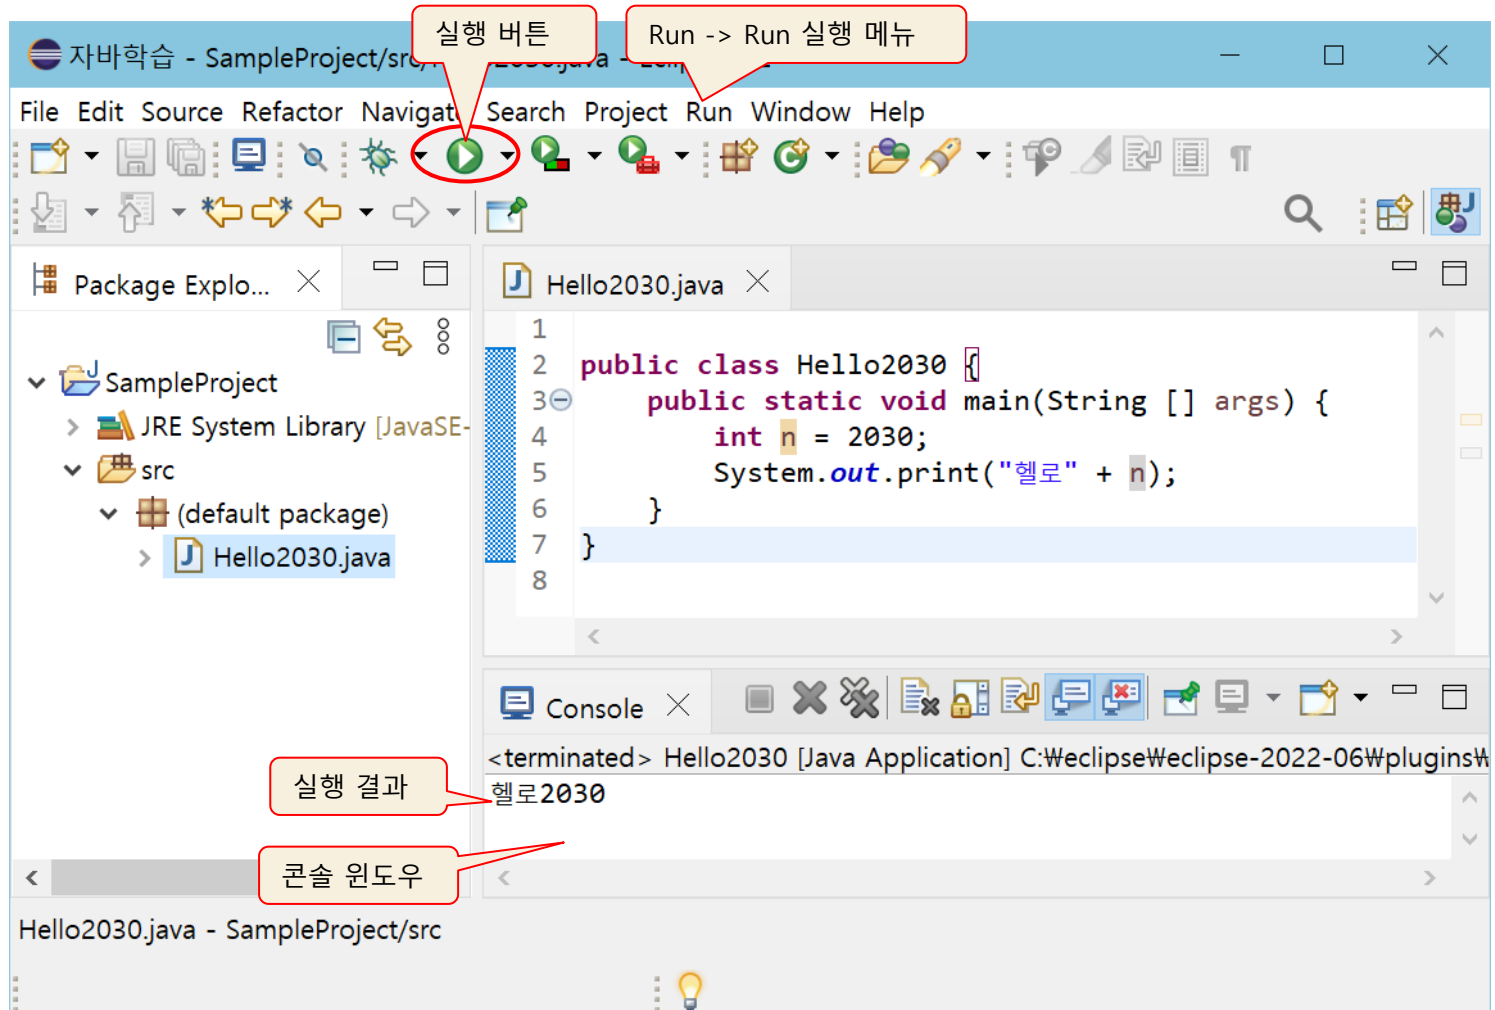 실행 버튼
Run -> Run 실행 메뉴
자바학습 - SampleProject/src/
File Edit Source Refactor Navigate Search Project Run Window Help
Package Explo...
Hello2030.java
SampleProject
JRE System Library [JavaSE-
src
(default package)
Hello2030.java
1
2 public class Hello2030 {
3 public static void main(String [] args) {
4 int n = 2030;
5 System.out.print("헬로" + n);
6 }
7 }
8
Console
<terminated> Hello2030 [Java Application] C:₩eclipse₩eclipse-2022-06₩plugins₩
실행 결과
헬로2030
콘솔 윈도우
Hello2030.java - SampleProject/src